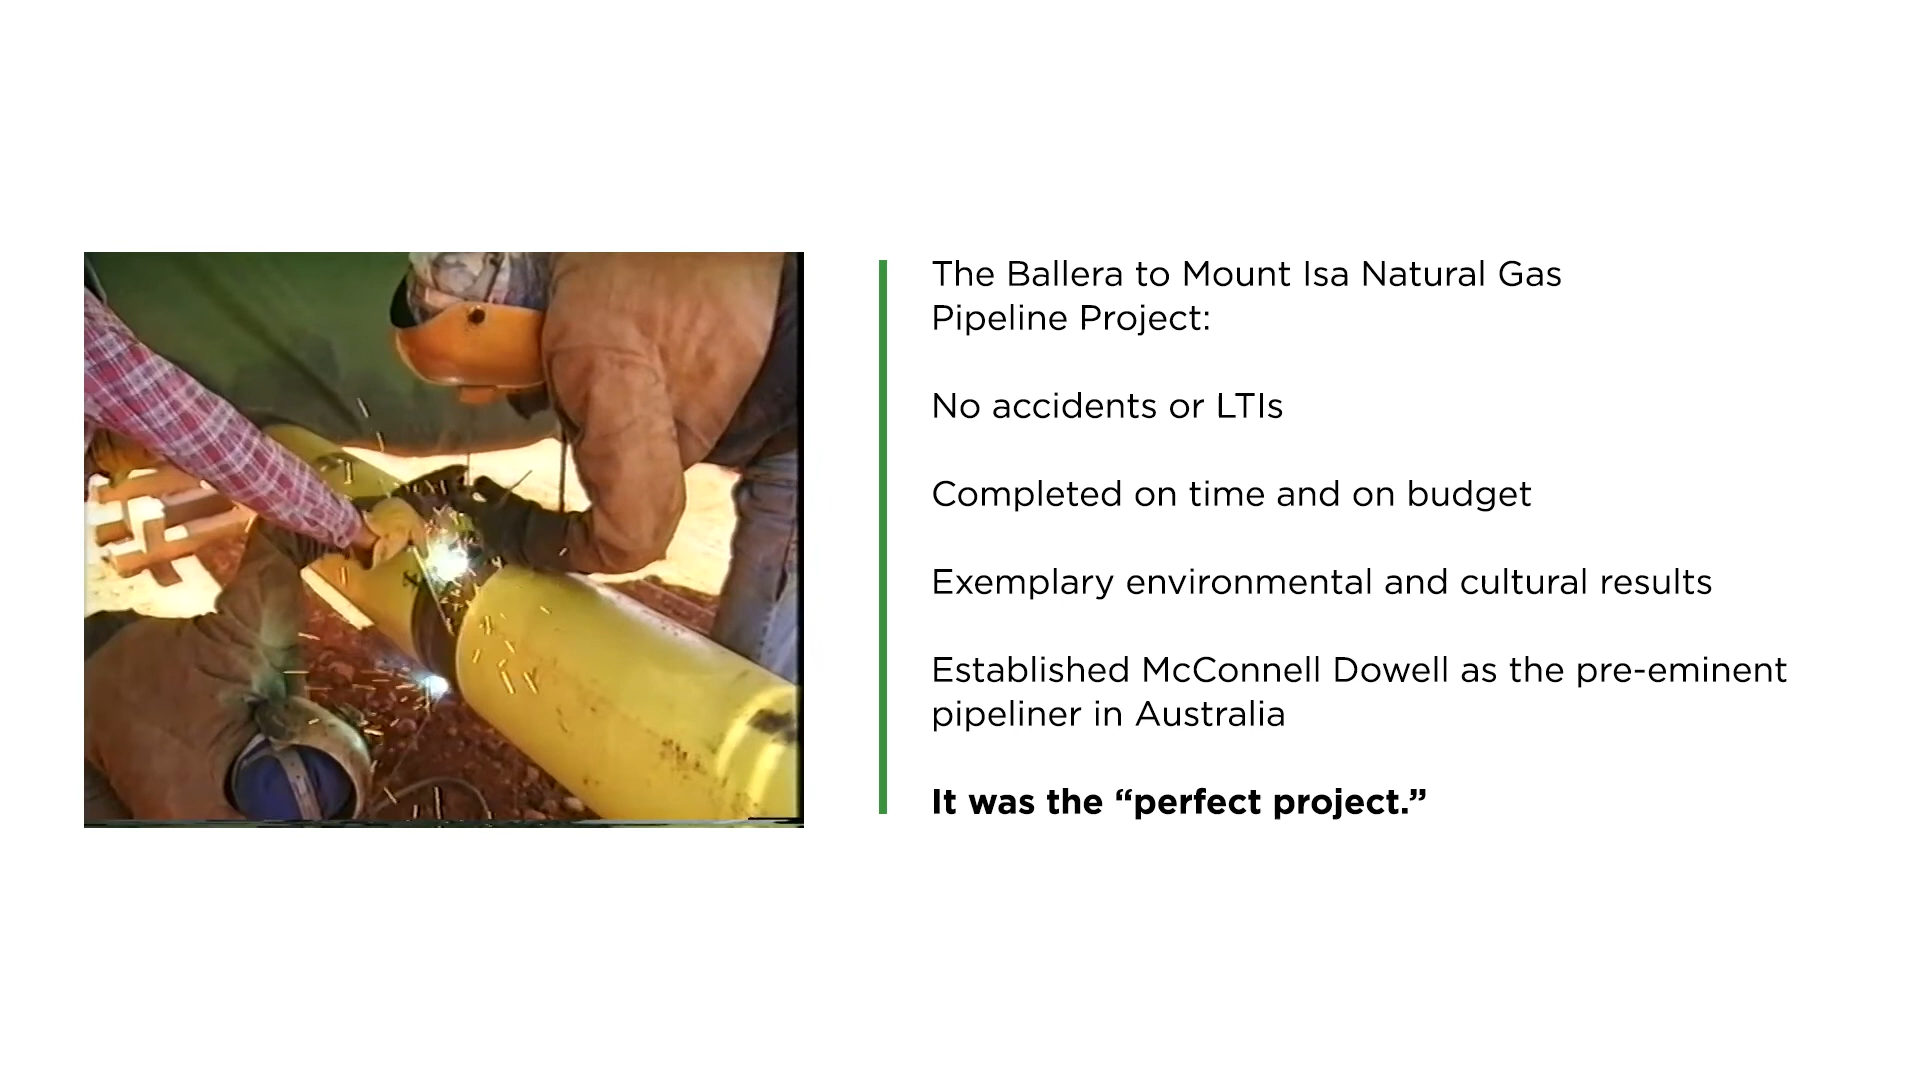 The Ballera to Mount Isa Natural Gas
Pipeline Project:
No accidents or LTIs
Completed on time and on budget
Exemplary environmental and cultural results
Established McConnell Dowell as the pre-eminent
pipeliner in Australia
It was the “perfect project.”